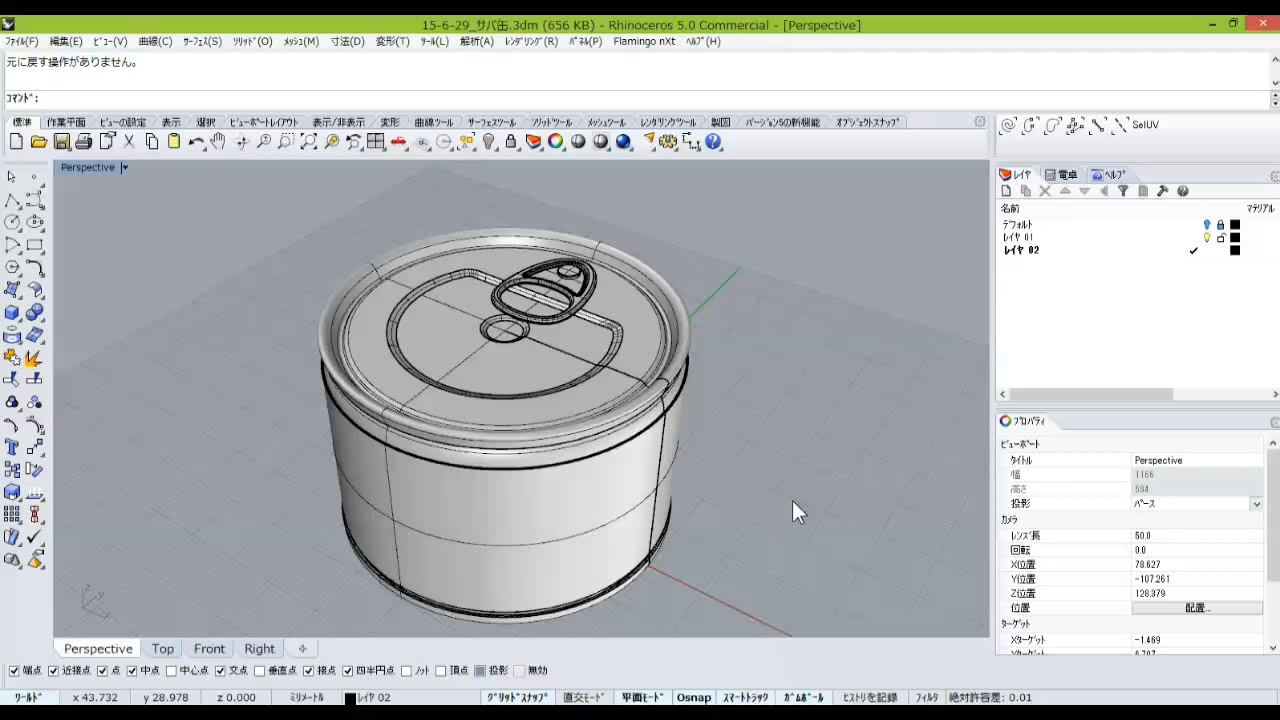 15-6-29_サバ缶.3dm (656 KB) - Rhinoceros 5.0 Commercial - [Perspective]
ﾌｧｲﾙ(F) 編集(E) ﾋﾞｭｰ(V) 曲線(C) ｻｰﾌｪｽ(S) ｿﾘｯﾄﾞ(O) ﾒｯｼｭ(M) 寸法(D) 変形(T) ﾂｰﾙ(L) 解析(A) ﾚﾝﾀﾞﾘﾝｸﾞ(R) ﾊﾟﾈﾙ(P) Flamingo nXt ﾍﾙﾌﾟ(H)
元に戻す操作がありません。
ｺﾏﾝﾄﾞ:
標準 作業平面 ﾋﾞｭｰの設定 表示 選択 ﾋﾞｭｰﾎﾟｰﾄﾚｲｱｳﾄ 表示/非表示 変形 曲線ﾂｰﾙ ｻｰﾌｪｽﾂｰﾙ ｿﾘｯﾄﾞﾂｰﾙ ﾒｯｼｭﾂｰﾙ ﾚﾝﾀﾞﾘﾝｸﾞﾂｰﾙ 製図 ﾊﾞｰｼﾞｮﾝ5の新機能 ｵﾌﾞｼﾞｪｸﾄｽﾅｯﾌﾟ
SelUV
Perspective
z
y
x
ﾚｲﾔ 電卓 ﾍﾙﾌﾟ
名前 ﾏﾃﾘｱﾙ
ﾃﾞﾌｫﾙﾄ
ﾚｲﾔ 01
ﾚｲﾔ 02
ﾌﾟﾛﾊﾟﾃｨ
ﾋﾞｭｰﾎﾟｰﾄ
ﾀｲﾄﾙ Perspective
幅 1166
高さ 594
投影 ﾊﾟｰｽ
ｶﾒﾗ
ﾚﾝｽﾞ長 50.0
回転 0.0
X位置 78.627
Y位置 -107.261
Z位置 128.379
位置 配置...
ﾀｰｹﾞｯﾄ
Xﾀｰｹﾞｯﾄ -1.469
Perspective Top Front Right
端点 近接点 点 中点 中心点 交点 垂直点 接点 四半円点 ﾉｯﾄ 頂点 投影 無効
ﾜｰﾙﾄﾞ x 43.732 y 28.978 z 0.000 ﾐﾘﾒｰﾄﾙ ﾚｲﾔ 02 ｸﾞﾘｯﾄﾞｽﾅｯﾌﾟ 直交ﾓｰﾄﾞ 平面ﾓｰﾄﾞ Osnap ｽﾏｰﾄﾄﾗｯｸ ｶﾞﾑﾎﾞｰﾙ ﾋｽﾄﾘを記録 ﾌｨﾙﾀ 絶対許容差: 0.01